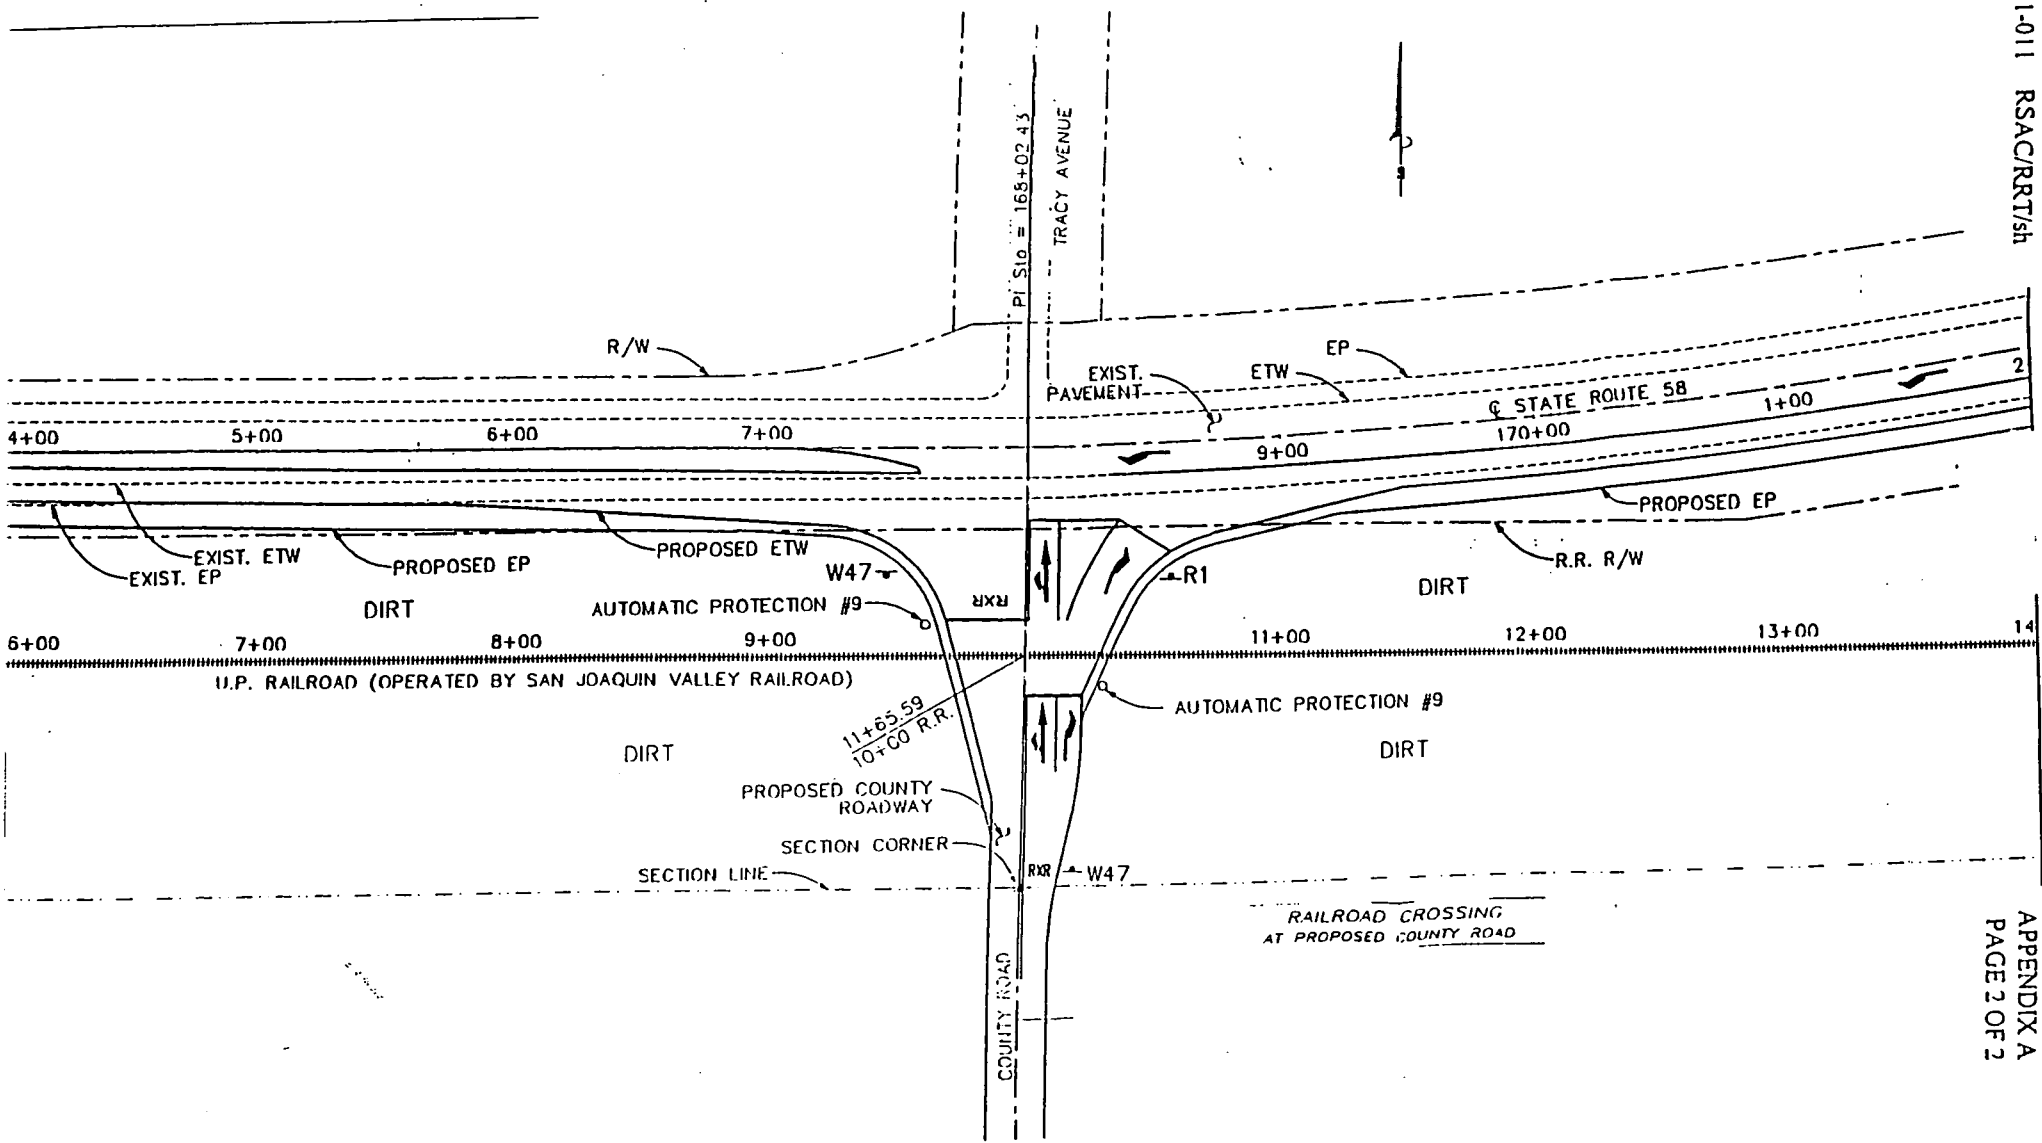 1-011 RSAC/RRT/sh
PI Sta = 168+02.43
TRACY AVENUE
R/W
EP
ETW
EXIST.
PAVEMENT
℄ STATE ROUTE 58
2
1+00
170+00
9+00
4+00
5+00
6+00
7+00
PROPOSED EP
R.R. R/W
EXIST. ETW
EXIST. EP
PROPOSED EP
PROPOSED ETW
W47
R1
DIRT
DIRT
AUTOMATIC PROTECTION #9
RXR
6+00
7+00
8+00
9+00
11+00
12+00
13+00
14
U.P. RAILROAD (OPERATED BY SAN JOAQUIN VALLEY RAILROAD)
11+65.59
10+00 R.R.
AUTOMATIC PROTECTION #9
DIRT
DIRT
PROPOSED COUNTY
ROADWAY
SECTION CORNER
SECTION LINE
RXR
W47
RAILROAD CROSSING
AT PROPOSED COUNTY ROAD
COUNTY ROAD
APPENDIX A
PAGE 2 OF 2